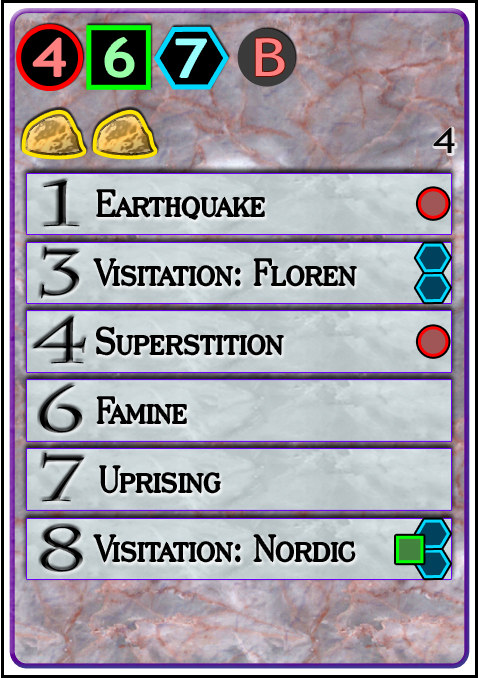 4 6 7 B
4
1 Earthquake
3 Visitation: Floren
4 Superstition
6 Famine
7 Uprising
8 Visitation: Nordic